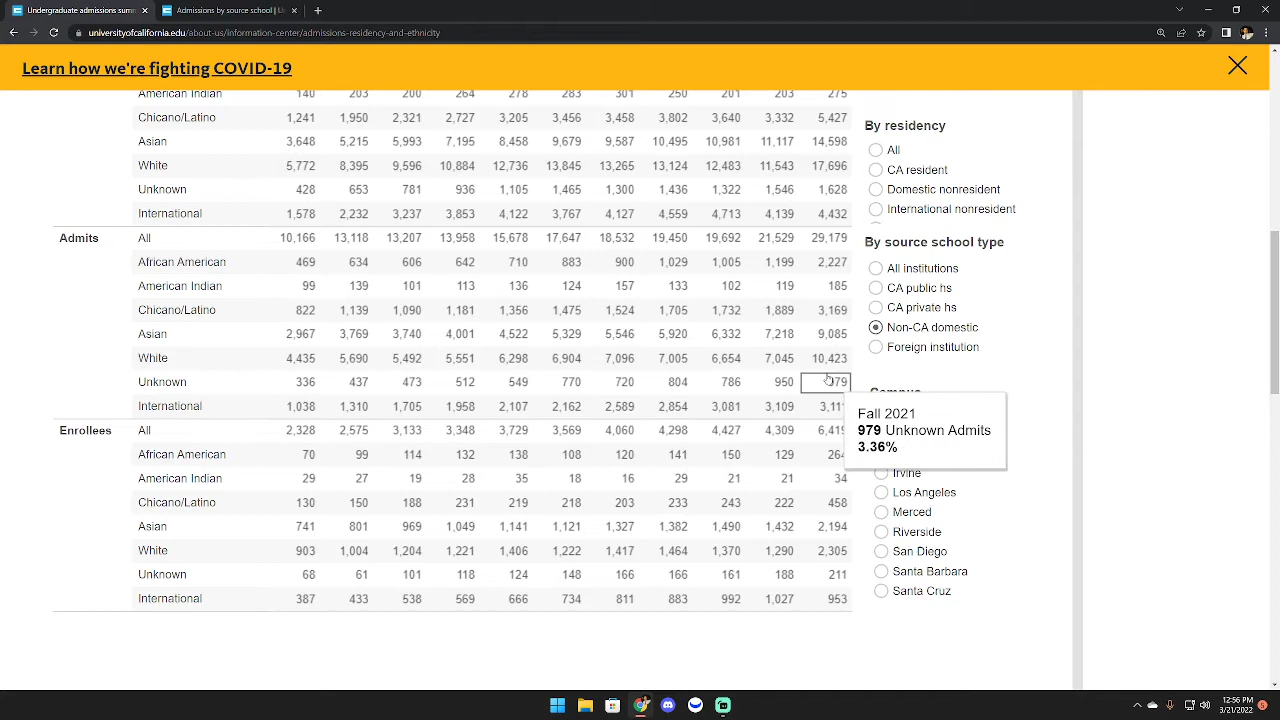 Undergraduate admissions sum
Admissions by source school | U
universityofcalifornia.edu/about-us/information-center/admissions-residency-and-ethnicity
Learn how we're fighting COVID-19
American Indian 140 203 200 264 278 283 301 250 201 203 275
Chicano/Latino 1,241 1,950 2,321 2,727 3,205 3,456 3,458 3,802 3,640 3,332 5,427
Asian 3,648 5,215 5,993 7,195 8,458 9,679 9,587 10,495 10,981 11,117 14,598
White 5,772 8,395 9,596 10,884 12,736 13,845 13,265 13,124 12,483 11,543 17,696
Unknown 428 653 781 936 1,105 1,465 1,300 1,436 1,322 1,546 1,628
International 1,578 2,232 3,237 3,853 4,122 3,767 4,127 4,559 4,713 4,139 4,432
Admits All 10,166 13,118 13,207 13,958 15,678 17,647 18,532 19,450 19,692 21,529 29,179
African American 469 634 606 642 710 883 900 1,029 1,005 1,199 2,227
American Indian 99 139 101 113 136 124 157 133 102 119 185
Chicano/Latino 822 1,139 1,090 1,181 1,356 1,475 1,524 1,705 1,732 1,889 3,169
Asian 2,967 3,769 3,740 4,001 4,522 5,329 5,546 5,920 6,332 7,218 9,085
White 4,435 5,690 5,492 5,551 6,298 6,904 7,096 7,005 6,654 7,045 10,423
Unknown 336 437 473 512 549 770 720 804 786 950 979
International 1,038 1,310 1,705 1,958 2,107 2,162 2,589 2,854 3,081 3,109 3,111
Enrollees All 2,328 2,575 3,133 3,348 3,729 3,569 4,060 4,298 4,427 4,309 6,419
African American 70 99 114 132 138 108 120 141 150 129 264
American Indian 29 27 19 28 35 18 16 29 21 21 34
Chicano/Latino 130 150 188 231 219 218 203 233 243 222 458
Asian 741 801 969 1,049 1,141 1,121 1,327 1,382 1,490 1,432 2,194
White 903 1,004 1,204 1,221 1,406 1,222 1,417 1,464 1,370 1,290 2,305
Unknown 68 61 101 118 124 148 166 166 161 188 211
International 387 433 538 569 666 734 811 883 992 1,027 953
By residency
All
CA resident
Domestic nonresident
International nonresident
By source school type
All institutions
CA public hs
CA private hs
Non-CA domestic
Foreign institution
Campus
Fall 2021
979 Unknown Admits
3.36%
Irvine
Los Angeles
Merced
Riverside
San Diego
Santa Barbara
Santa Cruz
12:56 PM
3/21/2022